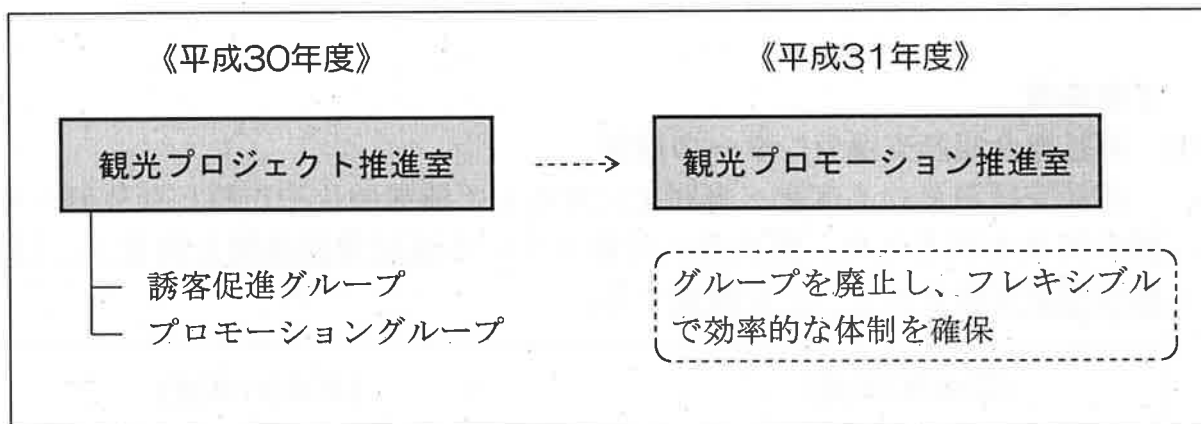 《平成30年度》
《平成31年度》
観光プロジェクト推進室
観光プロモーション推進室
誘客促進グループ
プロモーショングループ
グループを廃止し、フレキシブル
で効率的な体制を確保